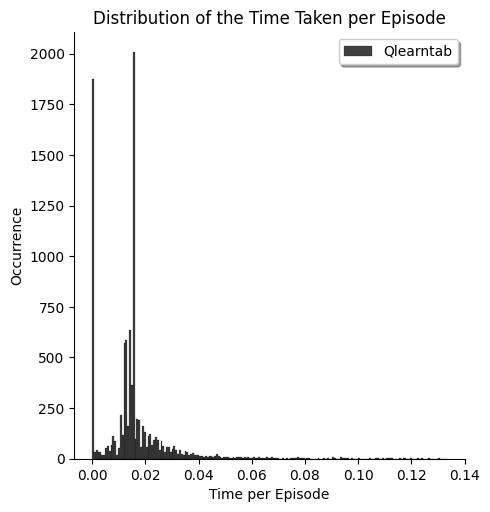 Distribution of the Time Taken per Episode
Qlearntab
2000
1750
1500
1250
1000
750
500
250
0
Occurrence
0.00 0.02 0.04 0.06 0.08 0.10 0.12 0.14
Time per Episode